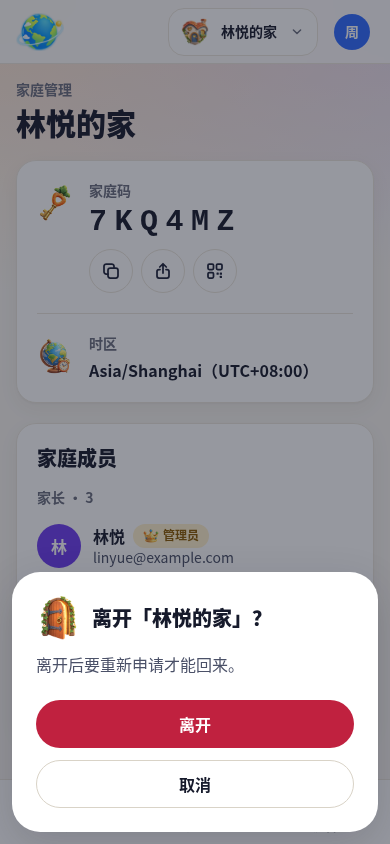 林悦的家
周
家庭管理
林悦的家
家庭码
7KQ4MZ
时区
Asia/Shanghai（UTC+08:00）
家庭成员
家长 · 3
林
林悦
管理员
linyue@example.com
离开「林悦的家」?
离开后要重新申请才能回来。
离开
取消